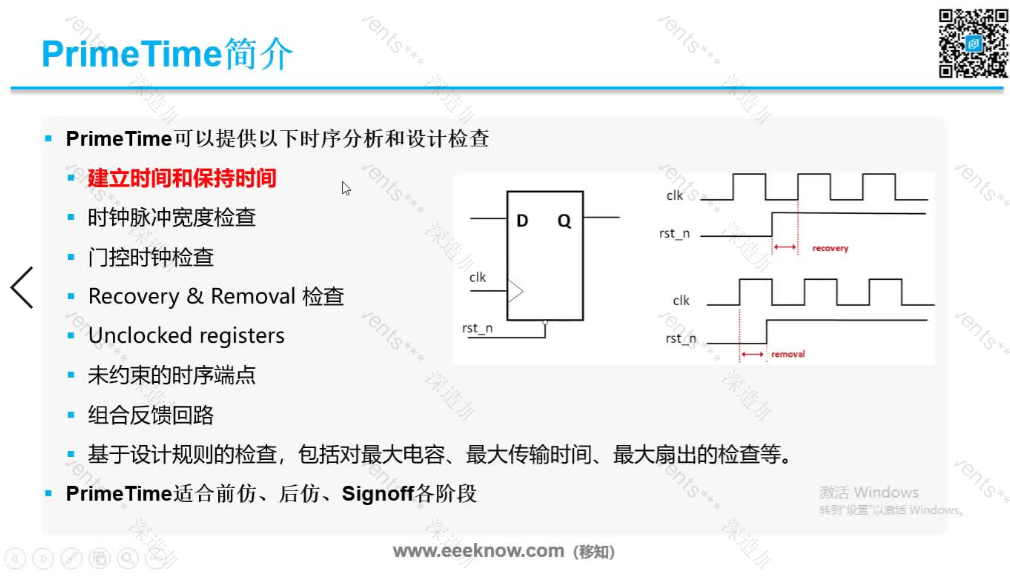 PrimeTime简介
PrimeTime可以提供以下时序分析和设计检查
建立时间和保持时间
时钟脉冲宽度检查
门控时钟检查
Recovery & Removal 检查
Unclocked registers
未约束的时序端点
组合反馈回路
基于设计规则的检查，包括对最大电容、最大传输时间、最大扇出的检查等。
PrimeTime适合前仿、后仿、Signoff各阶段
D Q
clk
rst_n
clk
rst_n
recovery
clk
rst_n
removal
激活 Windows
转到"设置"以激活 Windows。
www.eeeknow.com（移知）